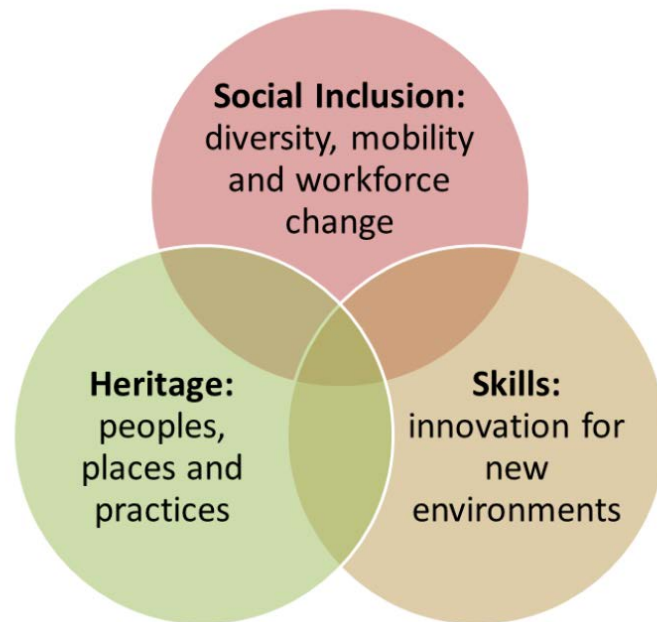 Social Inclusion:
diversity, mobility
and workforce
change
Heritage:
peoples,
places and
practices
Skills:
innovation for
new
environments